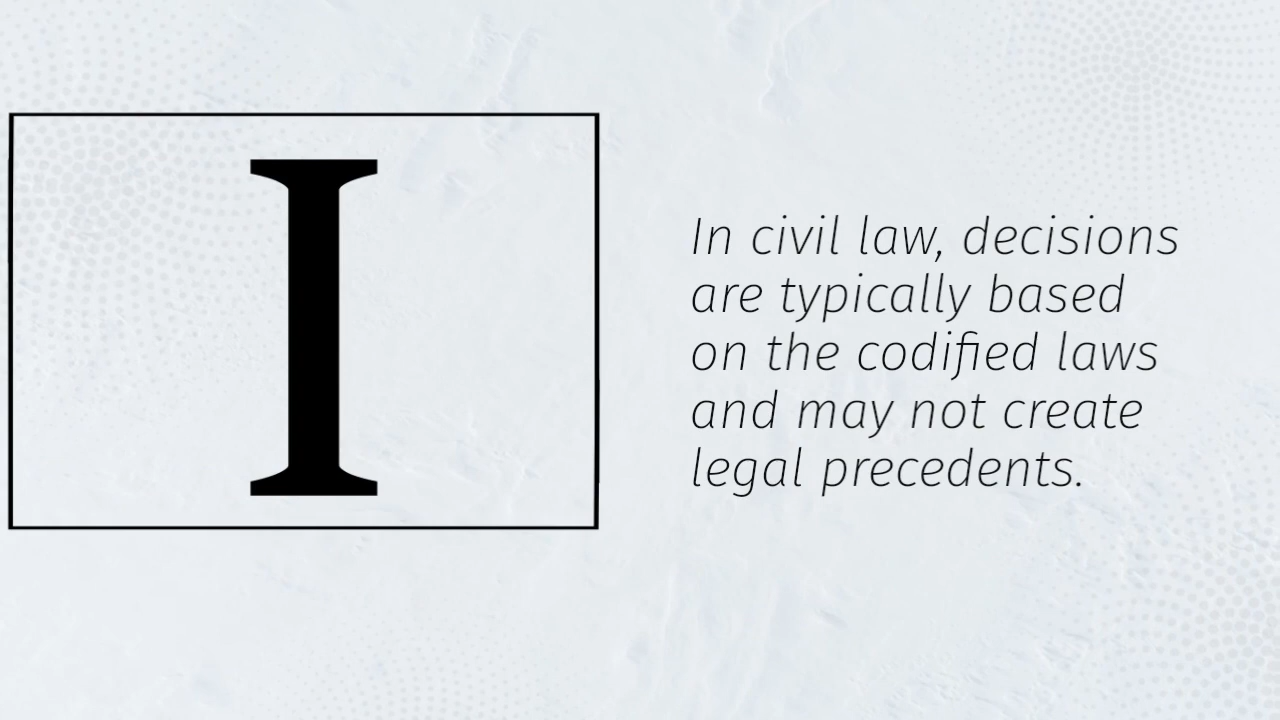 I
In civil law, decisions
are typically based
on the codified laws
and may not create
legal precedents.